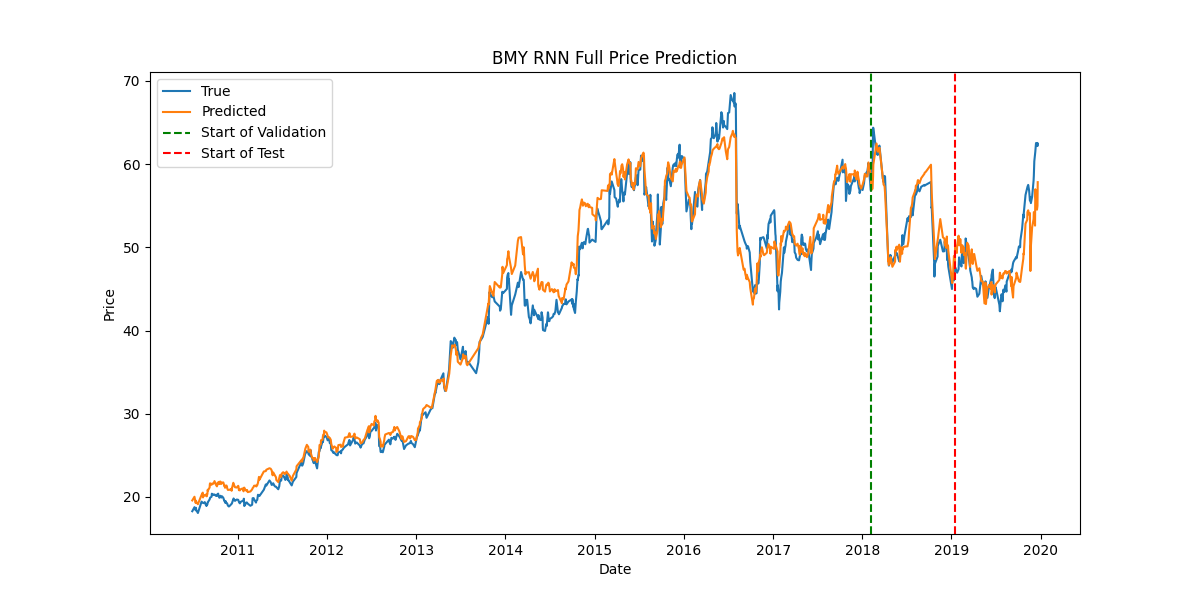 BMY RNN Full Price Prediction
True
Predicted
Start of Validation
Start of Test
70
60
50
40
30
20
Price
2011 2012 2013 2014 2015 2016 2017 2018 2019 2020
Date